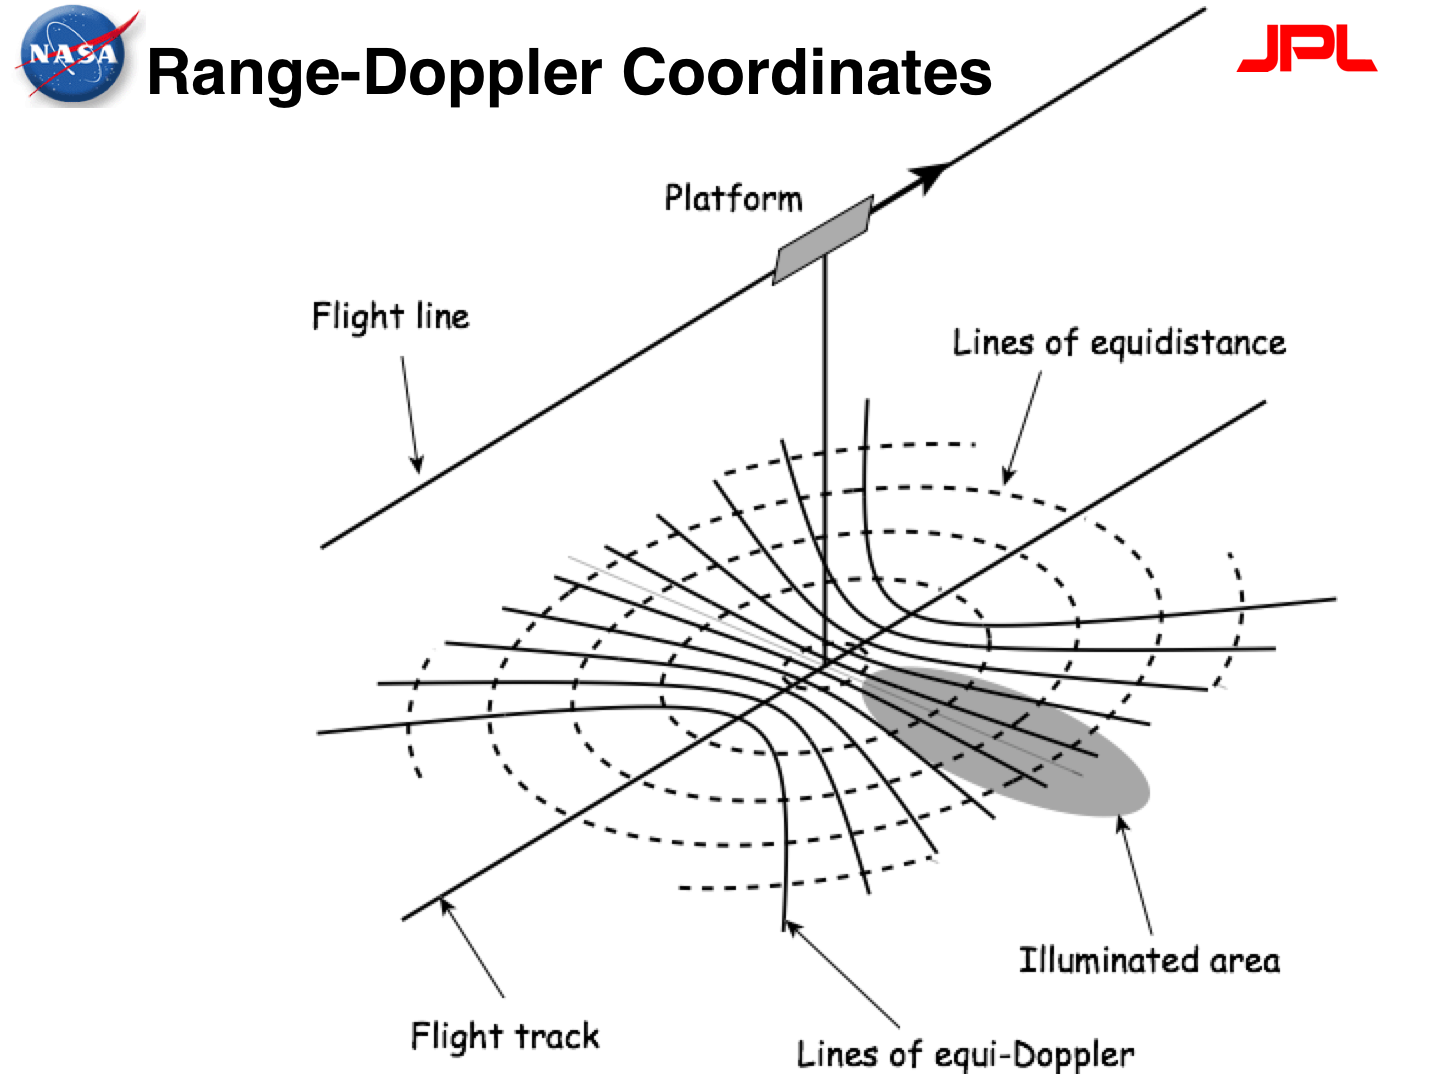 NASA
Range-Doppler Coordinates
JPL
Platform
Flight line
Lines of equidistance
Illuminated area
Flight track
Lines of equi-Doppler